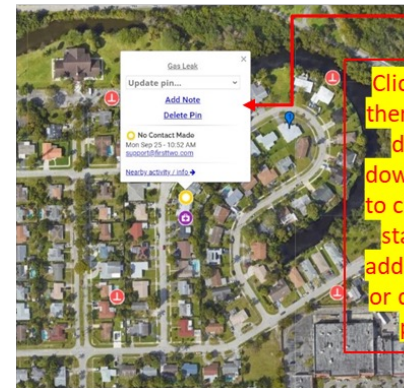 Gas Leak
Update pin...
Add Note
Delete Pin
No Contact Made
Mon Sep 25 - 10:52 AM
support@firsttwo.com
Nearby activity / info
Clic
ther
d
dow
to c
sta
add
or d
p